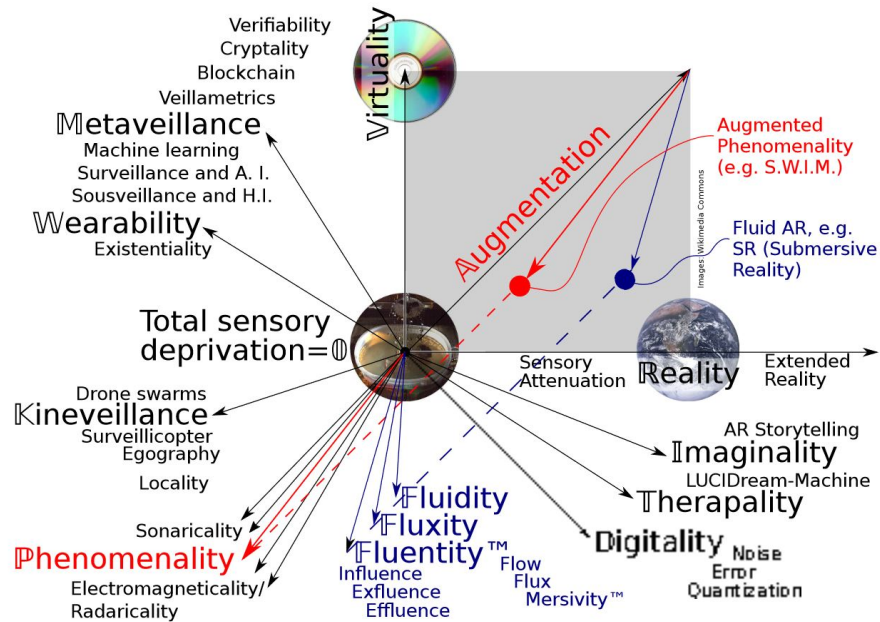 Verifiability
Cryptality
Blockchain
Veillametrics
𝕄etaveillance
Machine learning
Surveillance and A. I.
Sousveillance and H.I.
𝕎earability
Existentiality
𝕍irtuality
𝔸ugmentation
Augmented
Phenomenality
(e.g. S.W.I.M.)
Fluid AR, e.g.
SR (Submersive
Reality)
Images: Wikimedia Commons
Total sensory
deprivation=𝟘
Sensory
Attenuation
ℝeality
Extended
Reality
Drone swarms
𝕂ineveillance
Surveillicopter
Egography
Locality
Sonaricality
ℙhenomenality
Electromagneticality/
Radaricality
𝔽luidity
𝔽luxity
𝔽luentity™
Influence
Exfluence
Effluence
Flow
Flux
Mersivity™
AR Storytelling
𝕀maginality
LUCIDream-Machine
𝕋herapality
𝔻igitality
Noise
Error
Quantization